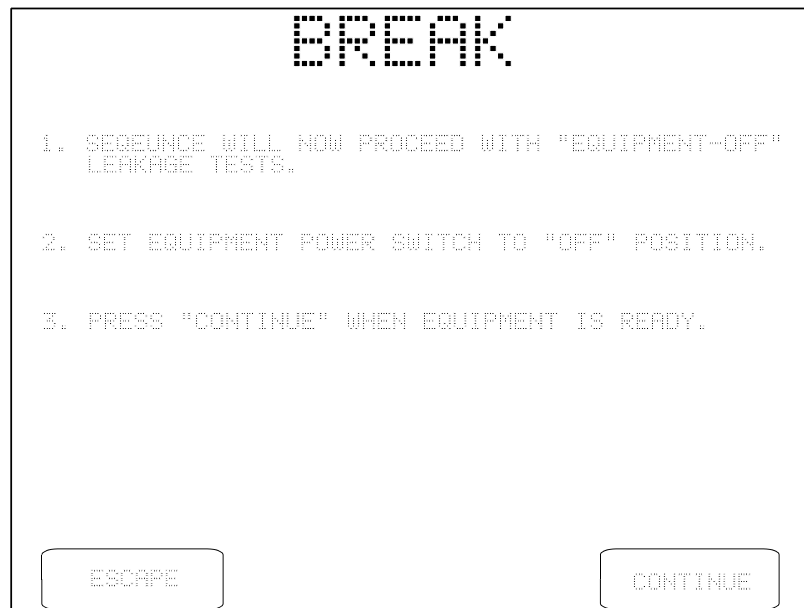 BREAK
1. SEQEUNCE WILL NOW PROCEED WITH "EQUIPMENT-OFF"
LEAKAGE TESTS.
2. SET EQUIPMENT POWER SWITCH TO "OFF" POSITION.
3. PRESS "CONTINUE" WHEN EQUIPMENT IS READY.
ESCAPE
CONTINUE